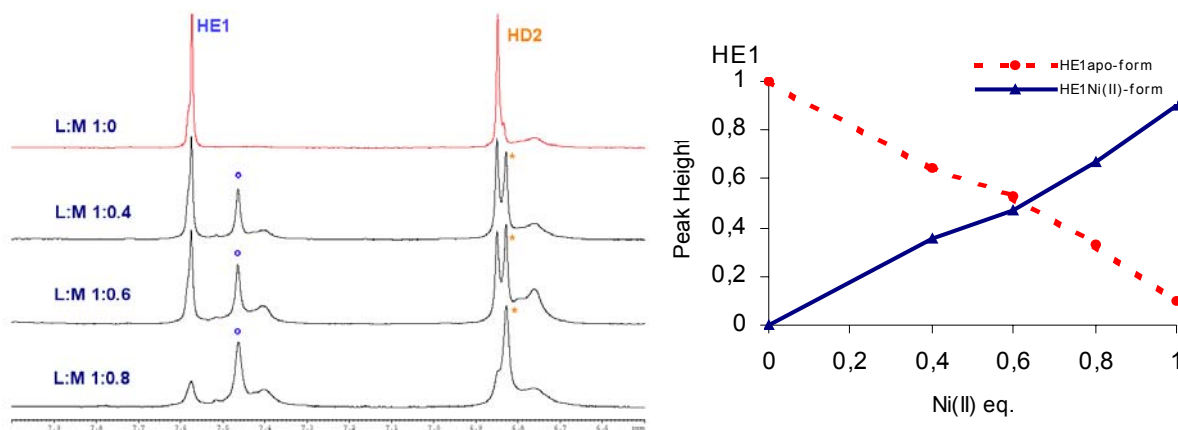 HE1
HD2
L:M 1:0
L:M 1:0.4
L:M 1:0.6
L:M 1:0.8
HE1
HE1apo-form
HE1Ni(II)-form
Peak Height
1
0,8
0,6
0,4
0,2
0
0 0,2 0,4 0,6 0,8 1
Ni(II) eq.